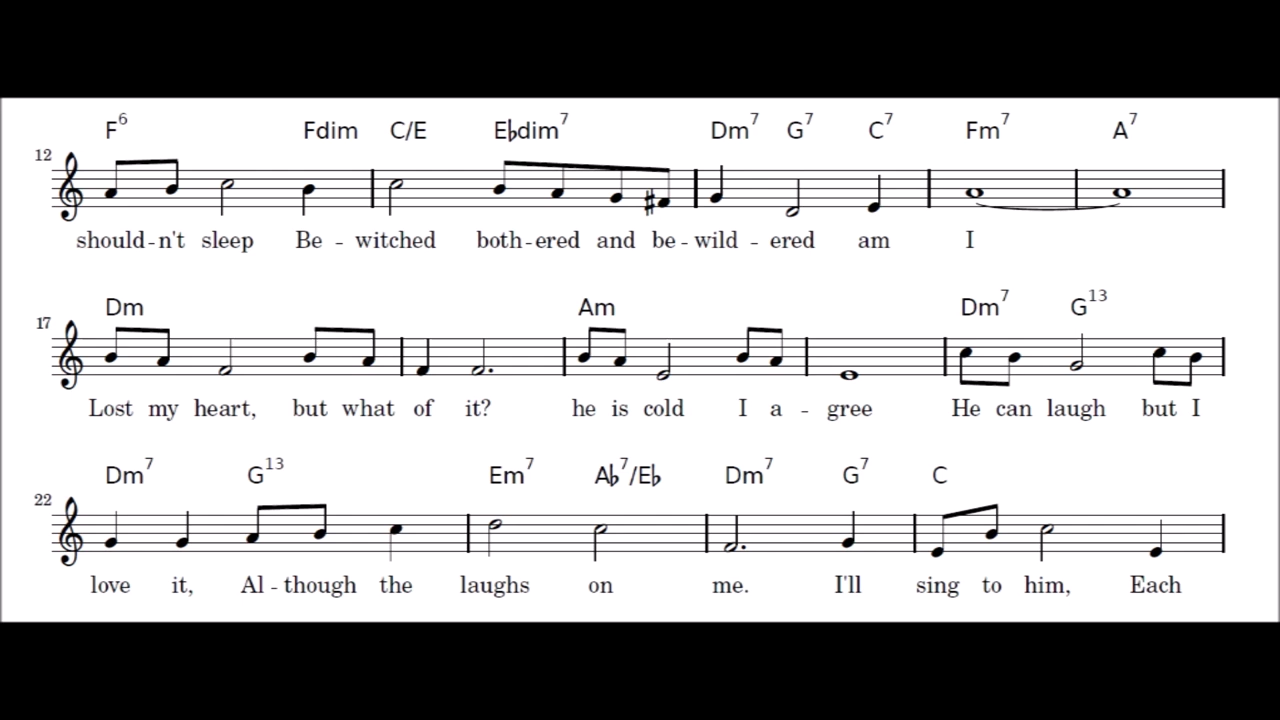 F6 Fdim C/E E♭dim7 Dm7 G7 C7 Fm7 A7
12
should-n't sleep Be - witched both-ered and be-wild - ered am I
Dm Am Dm7 G13
17
Lost my heart, but what of it? he is cold I a - gree He can laugh but I
Dm7 G13 Em7 A♭7/E♭ Dm7 G7 C
22
love it, Al-though the laughs on me. I'll sing to him, Each